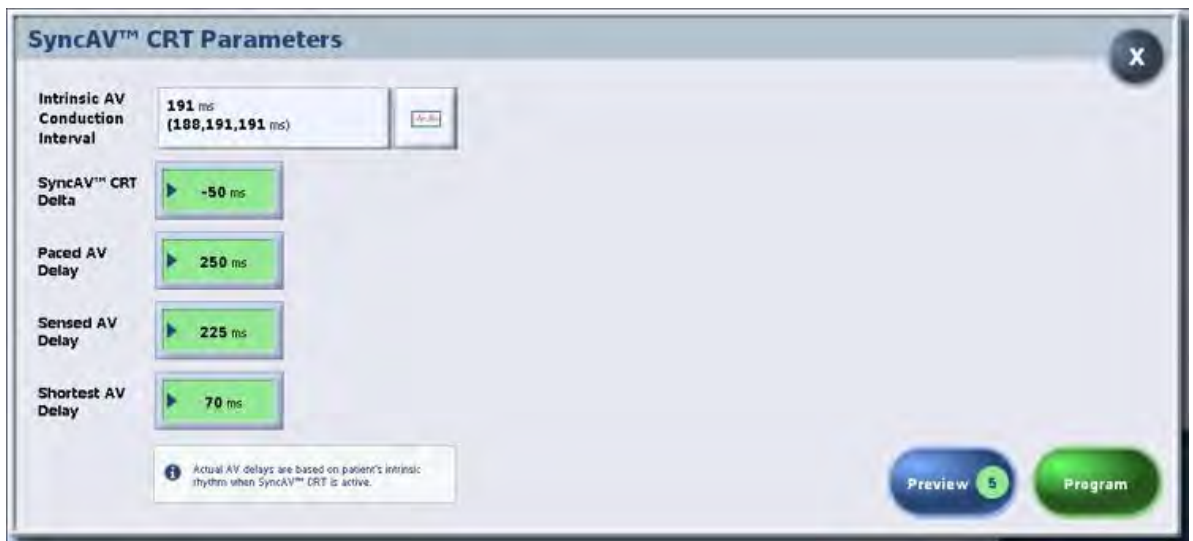 SyncAV™ CRT Parameters
X
Intrinsic AV
Conduction
Interval
191 ms
(188,191,191 ms)
SyncAV™ CRT
Delta
-50 ms
Paced AV
Delay
250 ms
Sensed AV
Delay
225 ms
Shortest AV
Delay
70 ms
Actual AV delays are based on patient's intrinsic
rhythm when SyncAV™ CRT is active.
Preview 5
Program